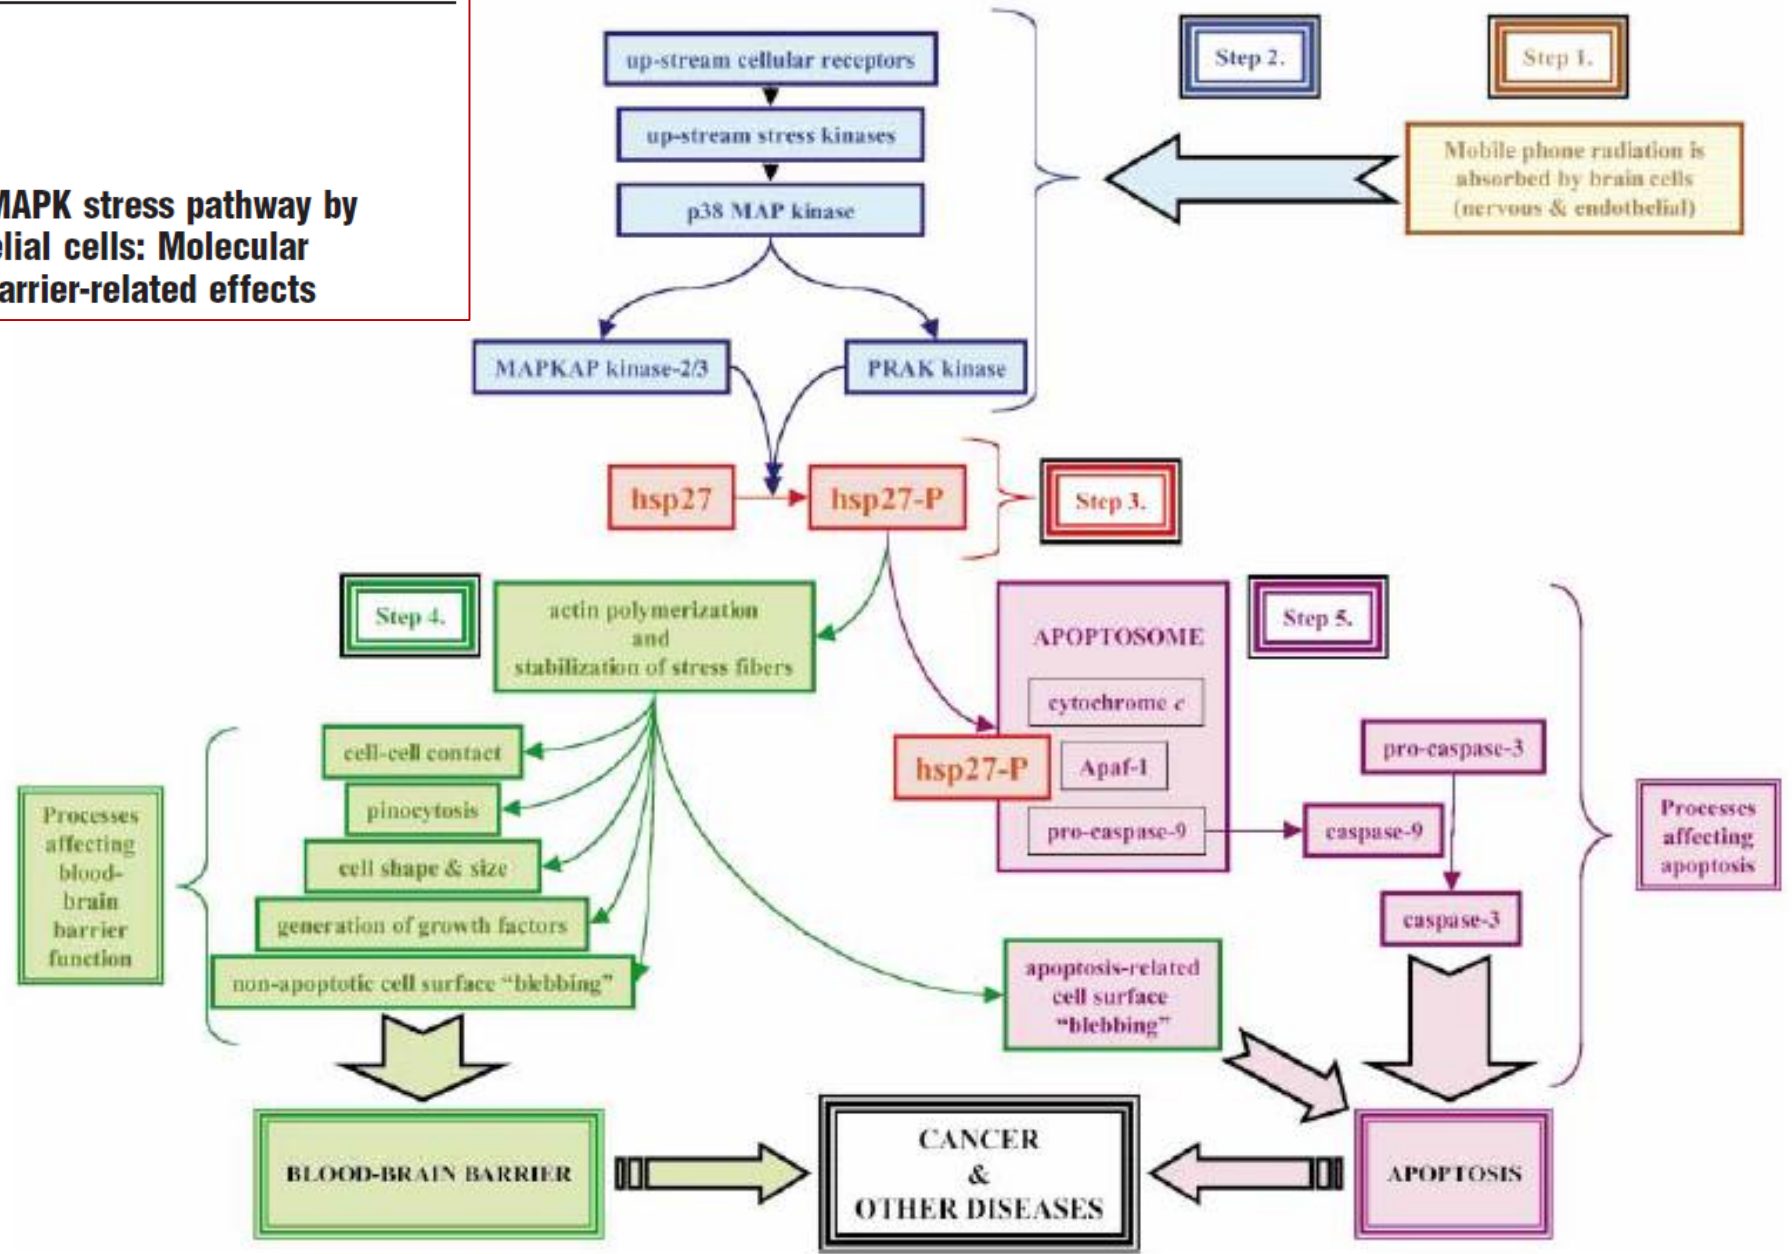 MAPK stress pathway by
elial cells: Molecular
arrier-related effects
up-stream cellular receptors
up-stream stress kinases
p38 MAP kinase
MAPKAP kinase-2/3
PRAK kinase
Step 2.
Step 1.
Mobile phone radiation is
absorbed by brain cells
(nervous & endothelial)
hsp27
hsp27-P
Step 3.
Step 4.
actin polymerization
and
stabilization of stress fibers
APOPTOSOME
cytochrome c
hsp27-P
Apaf-1
pro-caspase-9
Step 5.
pro-caspase-3
caspase-9
caspase-3
Processes
affecting
apoptosis
Processes
affecting
blood-
brain
barrier
function
cell-cell contact
pinocytosis
cell shape & size
generation of growth factors
non-apoptotic cell surface “blebbing”
apoptosis-related
cell surface
“blebbing”
BLOOD-BRAIN BARRIER
CANCER
&
OTHER DISEASES
APOPTOSIS